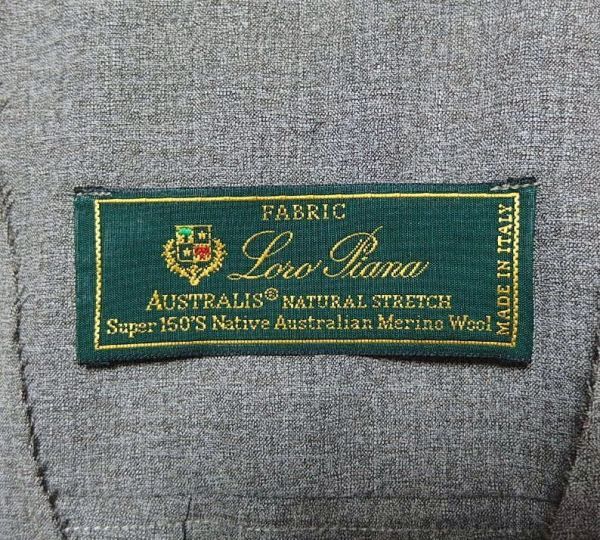 FABRIC
Loro Piana
AUSTRALIS® NATURAL STRETCH
Super 150'S Native Australian Merino Wool
MADE IN ITALY